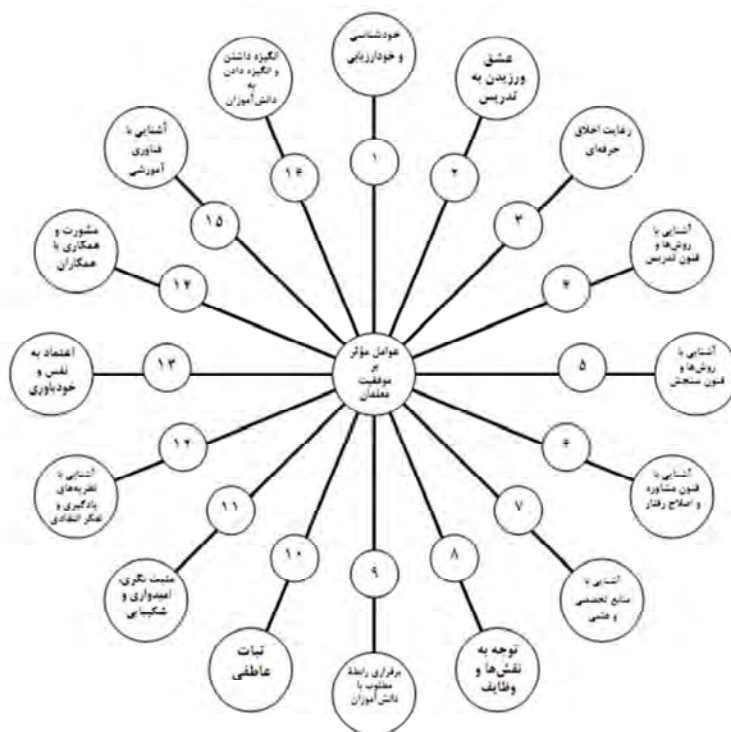 عوامل مؤثر
بر
موفقیت
معلمان
۱
خودشناسی
و خودارزیابی
۲
عشق
ورزیدن به
تدریس
۳
رعایت اخلاق
حرفه‌ای
۴
آشنایی با
روش‌ها و
فنون تدریس
۵
آشنایی با
روش‌ها و
فنون سنجش
۶
آشنایی با
فنون مشاوره
و اصلاح رفتار
۷
آشنایی با
منابع تخصصی
و علمی
۸
توجه به
نقش‌ها و
وظایف
۹
برقراری رابطهٔ
مطلوب با
دانش‌آموزان
۱۰
ثبات
عاطفی
۱۱
مثبت نگری،
امیدواری و
شکیبایی
۱۲
آشنایی با
نظریه‌های
یادگیری و
تفکر انتقادی
۱۳
اعتماد به
نفس و
خودباوری
۱۴
مشورت و
همکاری با
همکاران
۱۵
آشنایی با
فناوری
آموزشی
۱۶
انگیزه داشتن
و انگیزه دادن
به
دانش‌آموزان